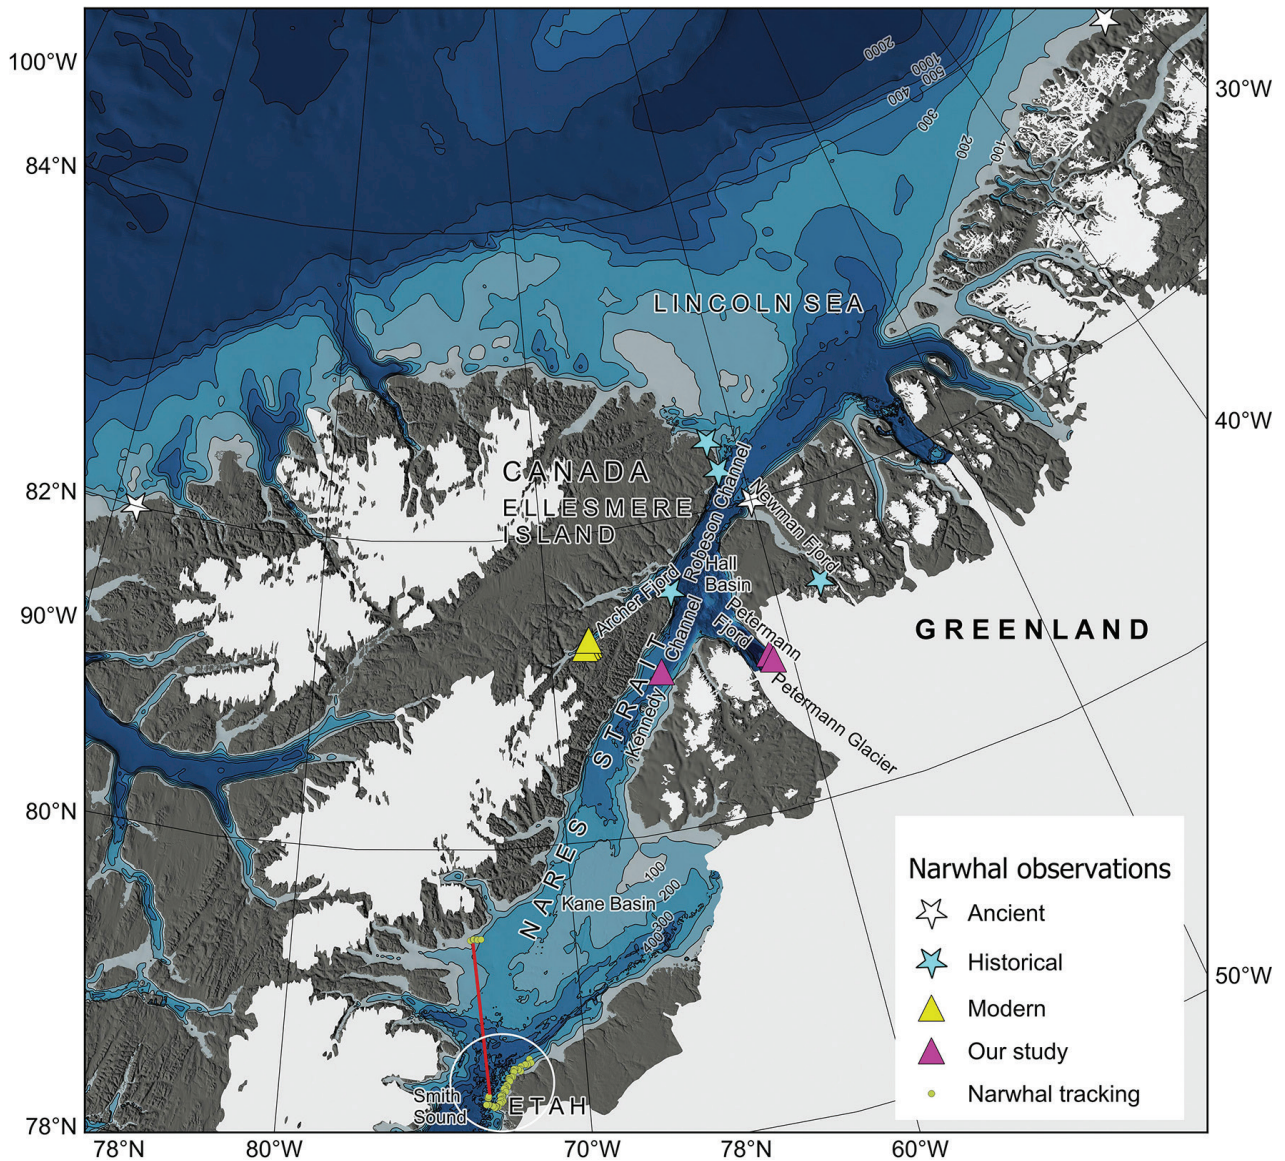 100°W
84°N
82°N
90°W
80°N
78°N
78°N
80°W
70°W
78°N
60°W
30°W
40°W
50°W
2000
1000
500
400
300
200
100
LINCOLN SEA
CANADA
ELLESMERE
ISLAND
Robeson Channel
Newman Fjord
Hall
Basin
Archer Fjord
Petermann
Fjord
Petermann Glacier
GREENLAND
Kennedy Channel
NARES STRAIT
100
200
300
400
Kane Basin
Smith
Sound
ETAH
Narwhal observations
Ancient
Historical
Modern
Our study
Narwhal tracking